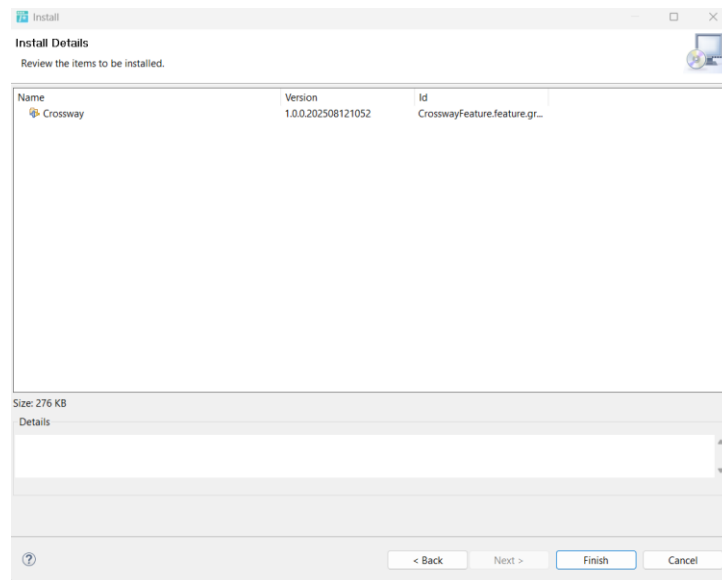 Install
Install Details
Review the items to be installed.
Name Version Id
Crossway 1.0.0.202508121052 CrosswayFeature.feature.gr...
Size: 276 KB
Details
< Back Next > Finish Cancel